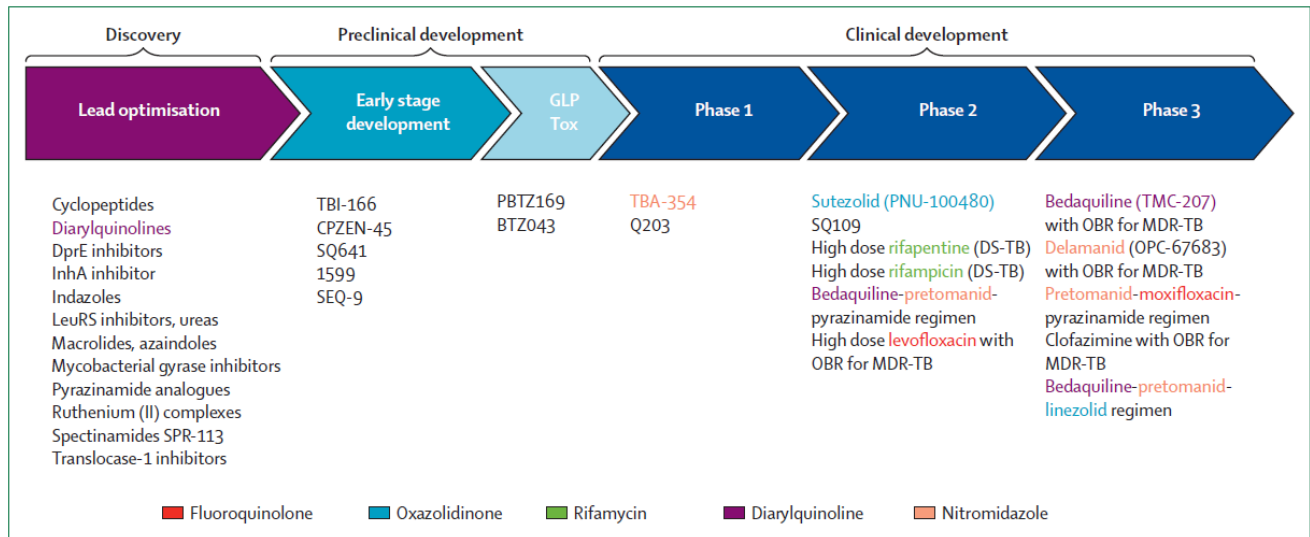 Discovery
Preclinical development
Clinical development
Lead optimisation
Early stage
development
GLP
Tox
Phase 1
Phase 2
Phase 3
Cyclopeptides
Diarylquinolines
DprE inhibitors
InhA inhibitor
Indazoles
LeuRS inhibitors, ureas
Macrolides, azaindoles
Mycobacterial gyrase inhibitors
Pyrazinamide analogues
Ruthenium (II) complexes
Spectinamides SPR-113
Translocase-1 inhibitors
TBI-166
CPZEN-45
SQ641
1599
SEQ-9
PBTZ169
BTZ043
TBA-354
Q203
Sutezolid (PNU-100480)
SQ109
High dose rifapentine (DS-TB)
High dose rifampicin (DS-TB)
Bedaquiline-pretomanid-
pyrazinamide regimen
High dose levofloxacin with
OBR for MDR-TB
Bedaquiline (TMC-207)
with OBR for MDR-TB
Delamanid (OPC-67683)
with OBR for MDR-TB
Pretomanid-moxifloxacin-
pyrazinamide regimen
Clofazimine with OBR for
MDR-TB
Bedaquiline-pretomanid-
linezolid regimen
Fluoroquinolone
Oxazolidinone
Rifamycin
Diarylquinoline
Nitromidazole